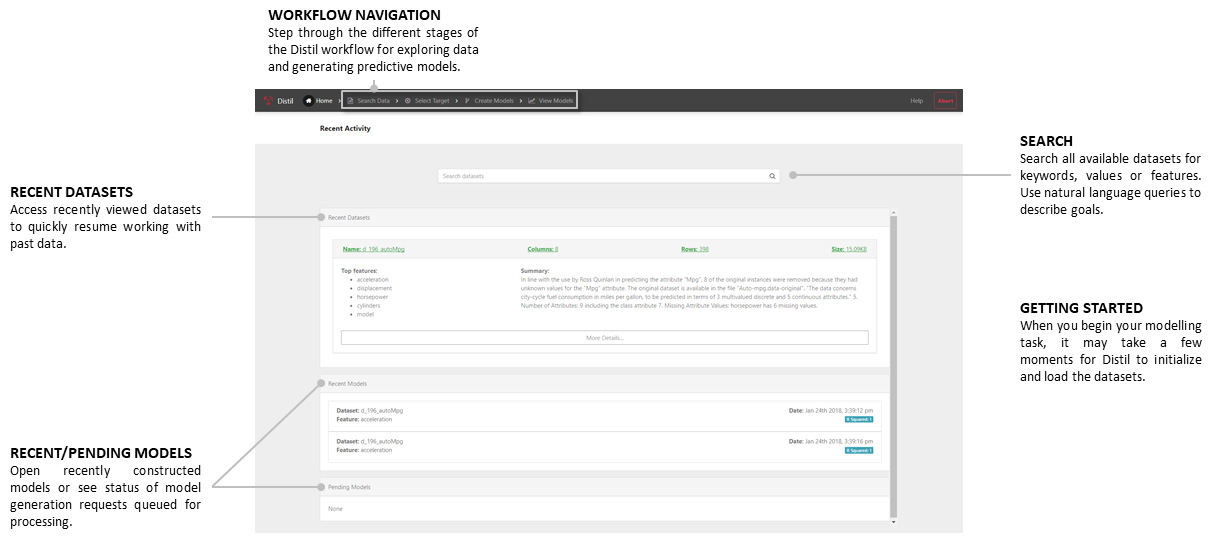 WORKFLOW NAVIGATION
Step through the different stages of
the Distil workflow for exploring data
and generating predictive models.
Distil Home Search Data Select Target Create Models View Models Help Abort
Recent Activity
Search datasets
SEARCH
Search all available datasets for
keywords, values or features.
Use natural language queries to
describe goals.
RECENT DATASETS
Access recently viewed datasets
to quickly resume working with
past data.
Recent Datasets
Name: d_196_autoMpg Columns: 8 Rows: 398 Size: 15.09KB
Top features:
• acceleration
• displacement
• horsepower
• cylinders
• model
Summary:
In line with the use by Ross Quinlan in predicting the attribute "Mpg", 8 of the original instances were removed because they had
unknown values for the "Mpg" attribute. The original dataset is available in the file "Auto-mpg.data-original". "The data concerns
city-cycle fuel consumption in miles per gallon, to be predicted in terms of 3 multivalued discrete and 5 continuous attributes." 5.
Number of Attributes: 9 including the class attribute 7. Missing Attribute Values: horsepower has 6 missing values.
More Details...
GETTING STARTED
When you begin your modelling
task, it may take a few
moments for Distil to initialize
and load the datasets.
Recent Models
Dataset: d_196_autoMpg Date: Jan 24th 2018, 3:39:12 pm
Feature: acceleration R Squared: 1
Dataset: d_196_autoMpg Date: Jan 24th 2018, 3:39:16 pm
Feature: acceleration R Squared: 1
RECENT/PENDING MODELS
Open recently constructed
models or see status of model
generation requests queued for
processing.
Pending Models
None